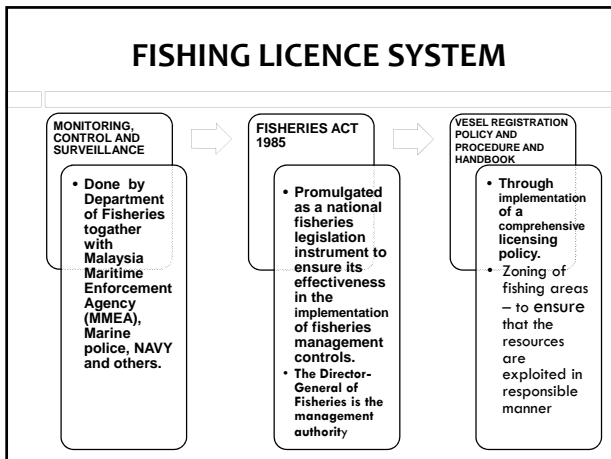 FISHING LICENCE SYSTEM
MONITORING,
CONTROL AND
SURVEILLANCE
• Done by
Department
of Fisheries
togather
with
Malaysia
Maritime
Enforcement
Agency
(MMEA),
Marine
police, NAVY
and others.
FISHERIES ACT
1985
• Promulgated
as a national
fisheries
legislation
instrument to
ensure its
effectiveness
in the
implementation
of fisheries
management
controls.
• The Director-
General of
Fisheries is the
management
authority
VESSEL REGISTRATION
POLICY AND
PROCEDURE AND
HANDBOOK
• Through
implementation
of a
comprehensive
licensing
policy.
• Zoning of
fishing areas
– to ensure
that the
resources
are
exploited in
responsible
manner